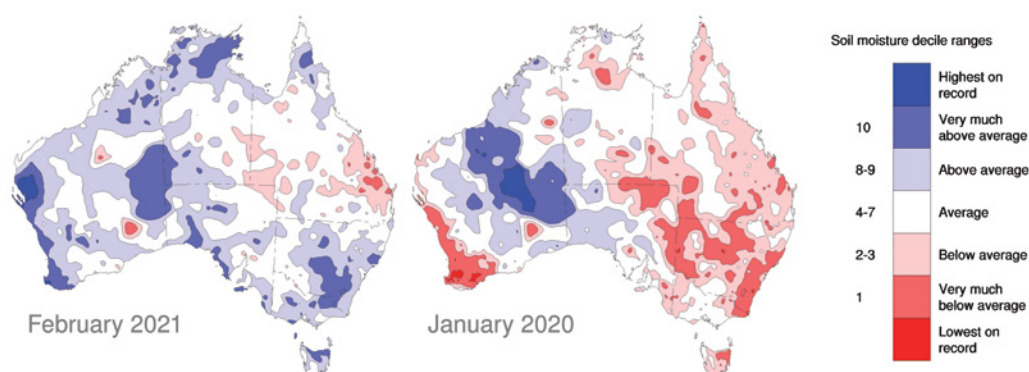 February 2021
January 2020
Soil moisture decile ranges
Highest on
record
10
Very much
above average
8-9
Above average
4-7
Average
2-3
Below average
1
Very much
below average
Lowest on
record